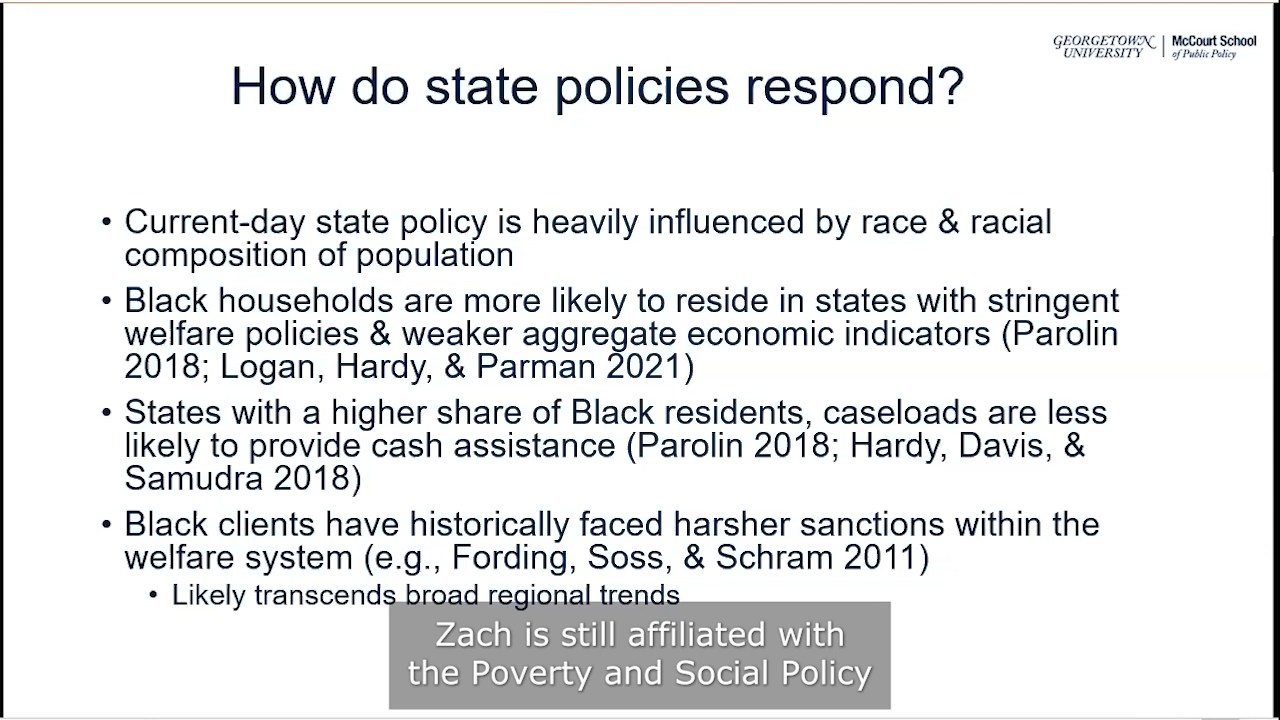 GEORGETOWN UNIVERSITY
McCourt School
of Public Policy
How do state policies respond?
• Current-day state policy is heavily influenced by race & racial
composition of population
• Black households are more likely to reside in states with stringent
welfare policies & weaker aggregate economic indicators (Parolin
2018; Logan, Hardy, & Parman 2021)
• States with a higher share of Black residents, caseloads are less
likely to provide cash assistance (Parolin 2018; Hardy, Davis, &
Samudra 2018)
• Black clients have historically faced harsher sanctions within the
welfare system (e.g., Fording, Soss, & Schram 2011)
• Likely transcends broad regional trends
Zach is still affiliated with
the Poverty and Social Policy